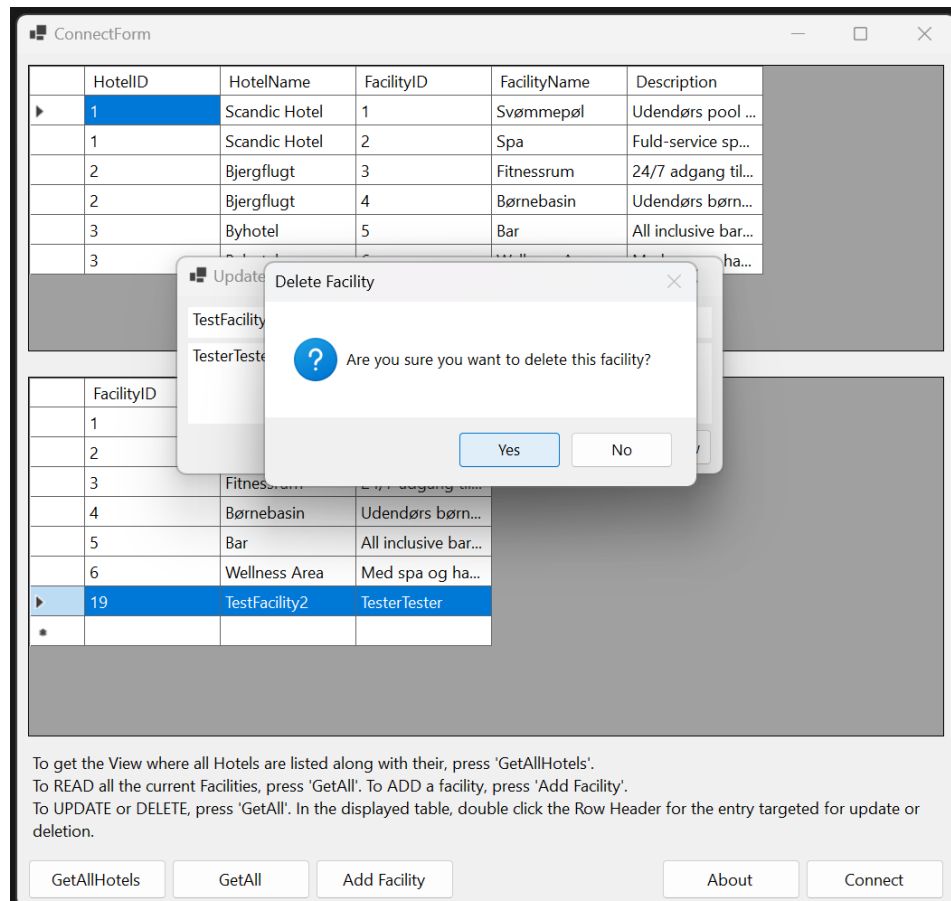 ConnectForm
HotelID HotelName FacilityID FacilityName Description
1 Scandic Hotel 1 Svømmepøl Udendørs pool ...
1 Scandic Hotel 2 Spa Fuld-service sp...
2 Bjergflugt 3 Fitnessrum 24/7 adgang til...
2 Bjergflugt 4 Børnebasin Udendørs børn...
3 Byhotel 5 Bar All inclusive bar...
3 ha...
Update
Delete Facility
TestFacility
TesterTeste
Are you sure you want to delete this facility?
Yes No
FacilityID
1
2
3 Fitnessrum 24/7 adgang til...
4 Børnebasin Udendørs børn...
5 Bar All inclusive bar...
6 Wellness Area Med spa og ha...
19 TestFacility2 TesterTester
To get the View where all Hotels are listed along with their, press 'GetAllHotels'.
To READ all the current Facilities, press 'GetAll'. To ADD a facility, press 'Add Facility'.
To UPDATE or DELETE, press 'GetAll'. In the displayed table, double click the Row Header for the entry targeted for update or
deletion.
GetAllHotels GetAll Add Facility About Connect